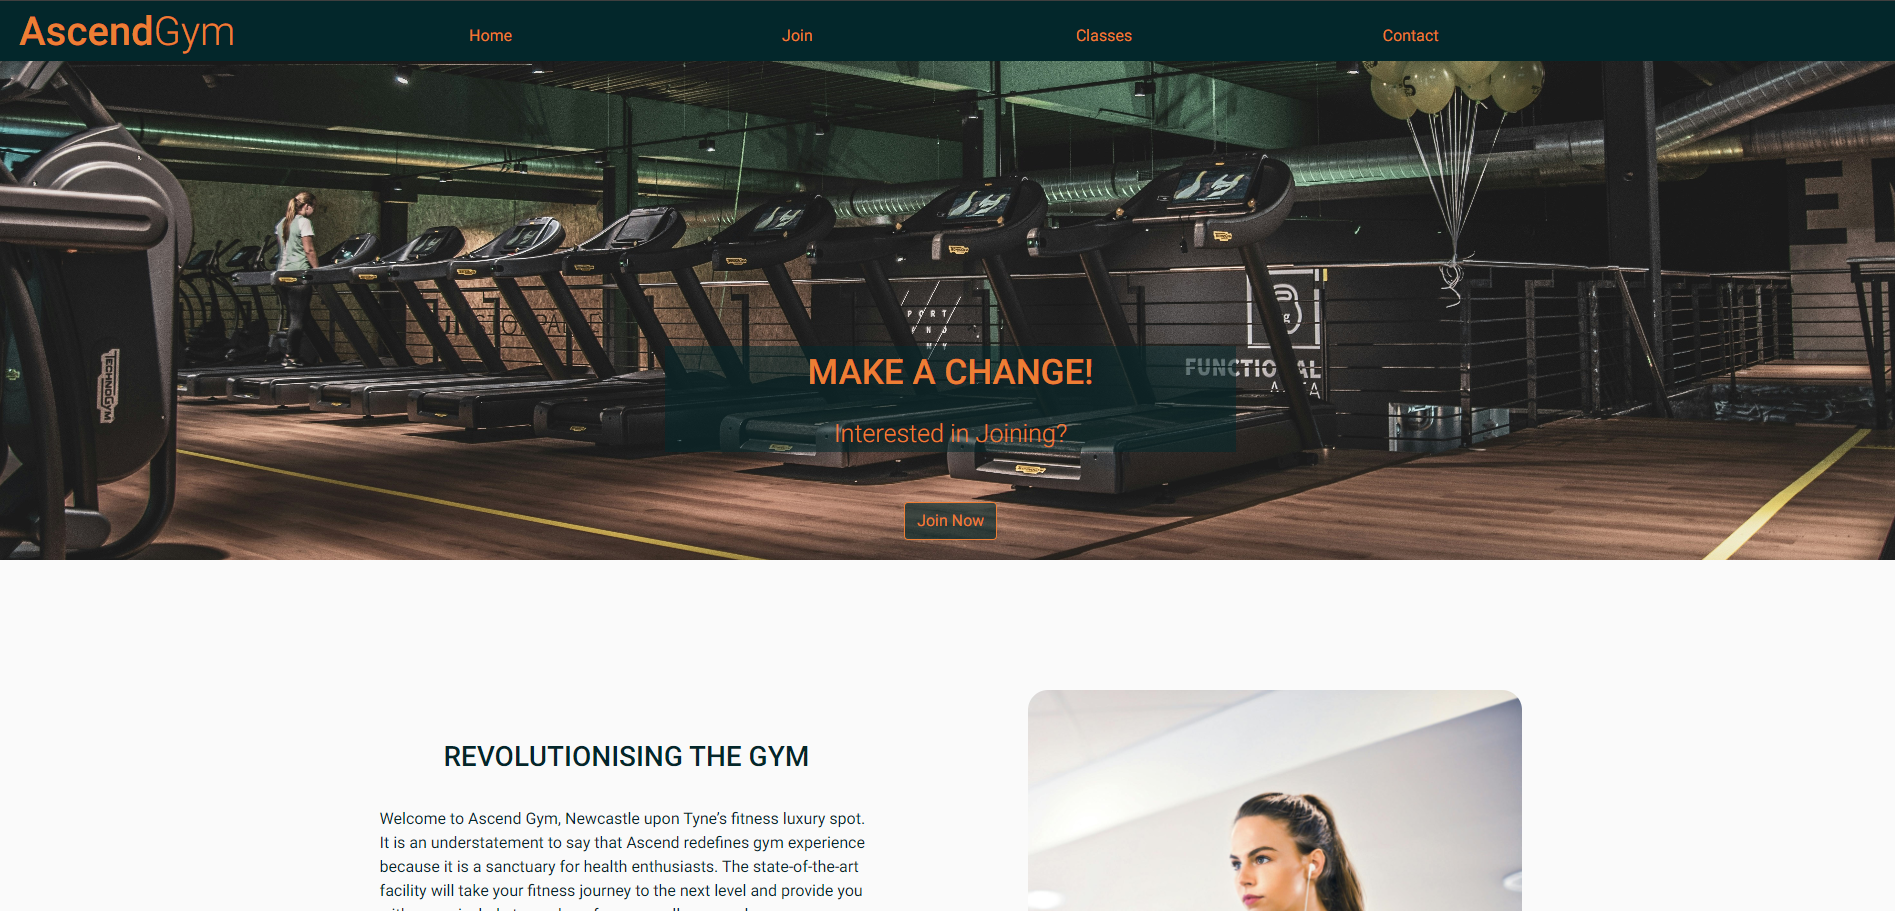 AscendGym
Home
Join
Classes
Contact
PORT
AND
MY
FUNCTIONAL
TECHNOGYM
MAKE A CHANGE!
Interested in Joining?
Join Now
REVOLUTIONISING THE GYM
Welcome to Ascend Gym, Newcastle upon Tyne’s fitness luxury spot.
It is an understatement to say that Ascend redefines gym experience
because it is a sanctuary for health enthusiasts. The state-of-the-art
facility will take your fitness journey to the next level and provide you